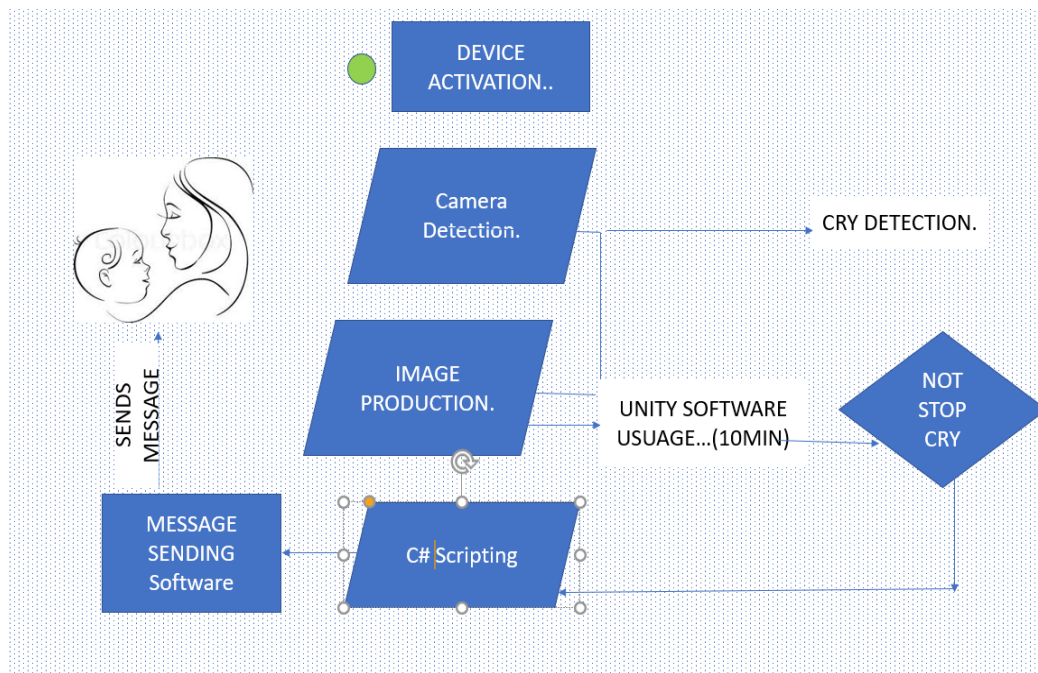 DEVICE
ACTIVATION..
Camera
Detection.
CRY DETECTION.
IMAGE
PRODUCTION.
UNITY SOFTWARE
USUAGE...(10MIN)
NOT
STOP
CRY
SENDS
MESSAGE
MESSAGE
SENDING
Software
C# Scripting